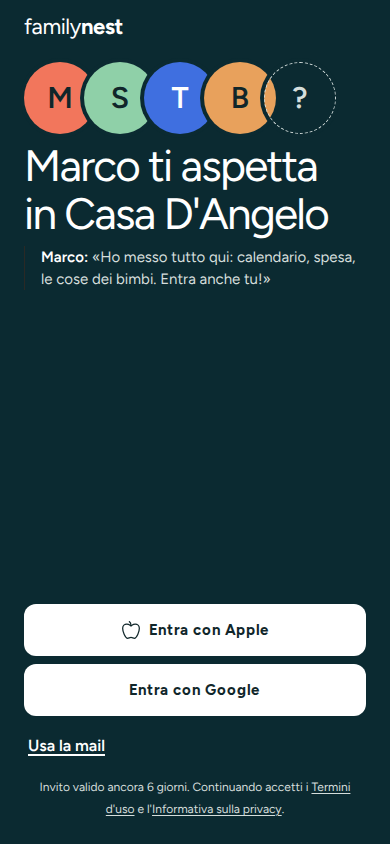 familynest
M S T B ?
Marco ti aspetta
in Casa D'Angelo
Marco: «Ho messo tutto qui: calendario, spesa,
le cose dei bimbi. Entra anche tu!»
Entra con Apple
Entra con Google
Usa la mail
Invito valido ancora 6 giorni. Continuando accetti i Termini
d'uso e l'Informativa sulla privacy.